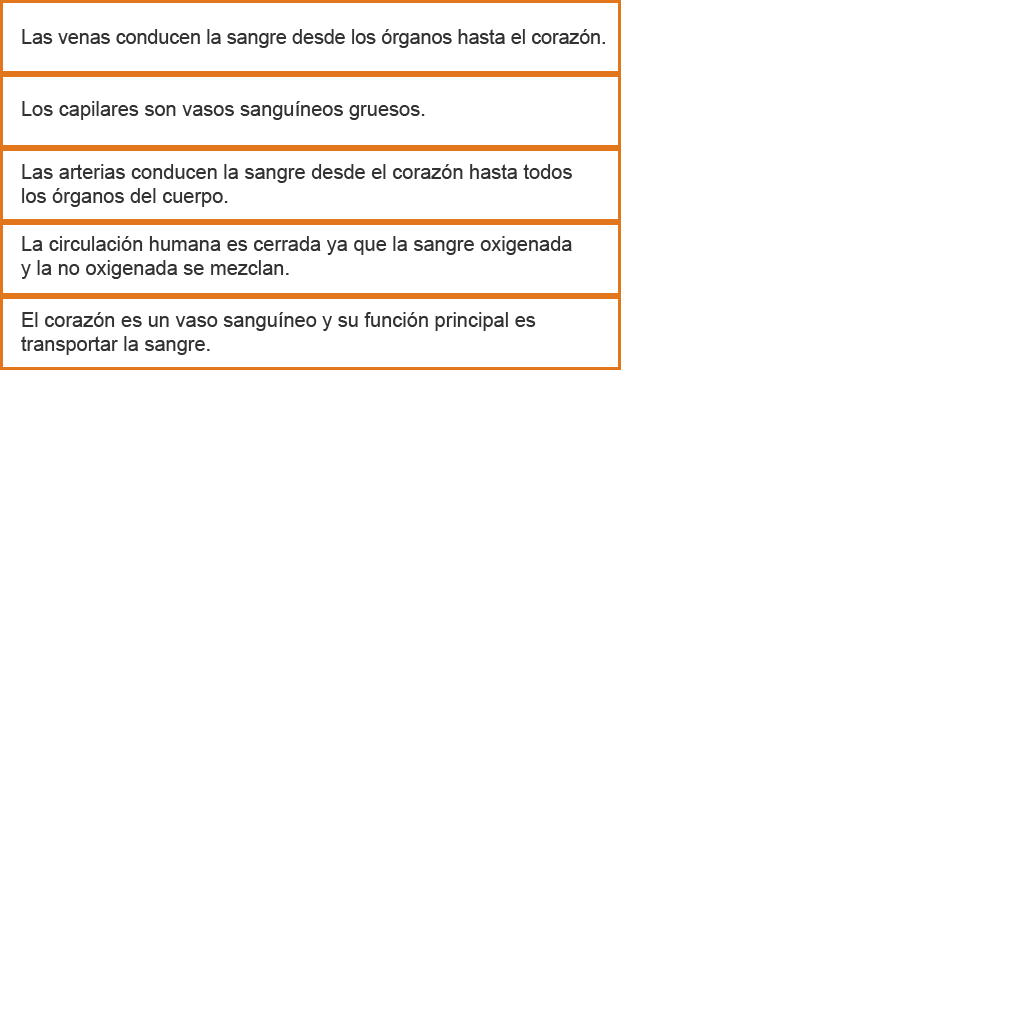 Las venas conducen la sangre desde los órganos hasta el corazón.
Los capilares son vasos sanguíneos gruesos.
Las arterias conducen la sangre desde el corazón hasta todos
los órganos del cuerpo.
La circulación humana es cerrada ya que la sangre oxigenada
y la no oxigenada se mezclan.
El corazón es un vaso sanguíneo y su función principal es
transportar la sangre.